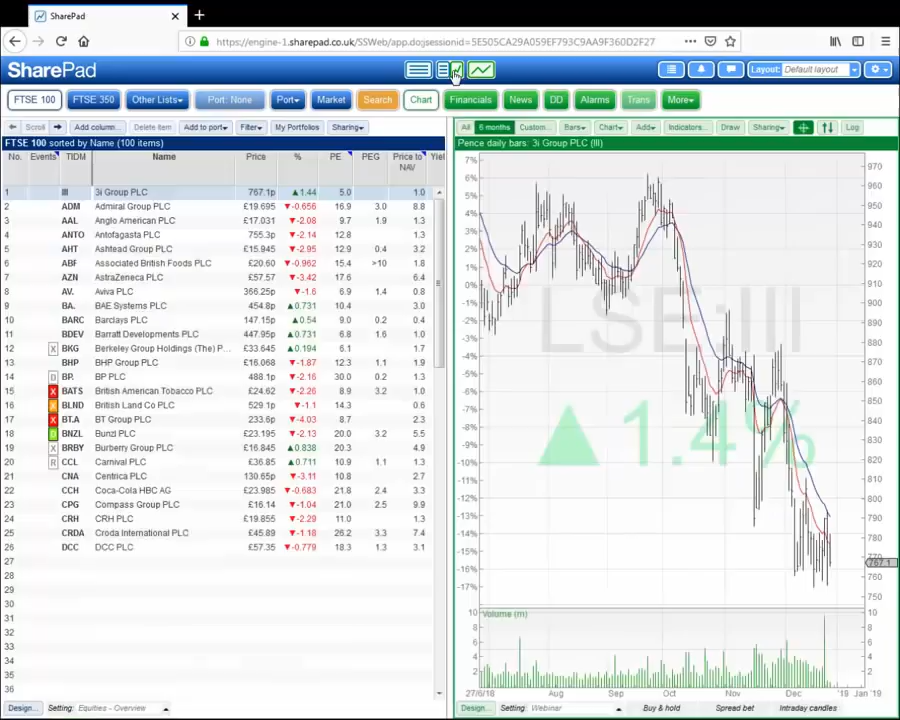 SharePad
https://engine-1.sharepad.co.uk/SSWeb/app.do;jsessionid=5E505CA29A059EF793C9AA9F360D2F27
SharePad
Layout: Default layout
FTSE 100 FTSE 350 Other Lists Port: None Port Market Search Chart Financials News DD Alarms Trans More
Scroll Add column... Delete item Add to port Filter My Portfolios Sharing
All 6 months Custom... Bars Chart Add Indicators... Draw Sharing Log
FTSE 100 sorted by Name (100 items)
Pence daily bars: 3i Group PLC (III)
No. Events TIDM Name Price % PE PEG Price to NAV Yiel
1 III 3i Group PLC 767.1p ▲1.44 5.0 1.0
2 ADM Admiral Group PLC £19.695 ▼-0.656 16.9 3.0 8.8
3 AAL Anglo American PLC £17.031 ▼-2.08 9.7 1.9 1.3
4 ANTO Antofagasta PLC 755.3p ▼-2.14 12.8 1.3
5 AHT Ashtead Group PLC £15.945 ▼-2.95 12.9 0.4 3.2
6 ABF Associated British Foods PLC £20.60 ▼-0.962 15.4 >10 1.8
7 AZN AstraZeneca PLC £57.57 ▼-3.42 17.6 6.4
8 AV. Aviva PLC 366.25p ▼-1.6 6.9 1.4 0.8
9 BA. BAE Systems PLC 454.8p ▲0.731 10.4 3.0
10 BARC Barclays PLC 147.15p ▲0.54 9.0 0.2 0.4
11 BDEV Barratt Developments PLC 447.95p ▲0.731 6.8 1.6 1.0
12 X BKG Berkeley Group Holdings (The) P... £33.645 ▲0.194 6.1 1.7
13 BHP BHP Group PLC £16.068 ▼-1.87 12.3 1.1 1.9
14 D BP. BP PLC 488.1p ▼-2.16 30.0 0.2 1.3
15 X BATS British American Tobacco PLC £24.62 ▼-2.26 8.9 3.2 1.0
16 X BLND British Land Co PLC 529.1p ▼-1.1 14.3 0.6
17 X BT.A BT Group PLC 233.6p ▼-4.03 8.7 2.3
18 D BNZL Bunzl PLC £23.195 ▼-2.13 20.0 3.2 5.5
19 X BRBY Burberry Group PLC £16.845 ▲0.838 20.3 4.9
20 R CCL Carnival PLC £36.85 ▲0.711 10.9 1.1 1.3
21 CNA Centrica PLC 130.65p ▼-3.11 10.8 2.7
22 CCH Coca-Cola HBC AG £23.985 ▼-0.683 21.8 2.4 3.3
23 CPG Compass Group PLC £16.14 ▼-1.04 21.0 2.5 9.9
24 CRH CRH PLC £19.855 ▼-2.29 11.0 1.3
25 CRDA Croda International PLC £45.89 ▼-1.18 26.2 3.3 7.4
26 DCC DCC PLC £57.35 ▼-0.779 18.3 1.3 3.1
27
28
29
30
31
32
33
34
35
36
LSE:III
▲1.4%
7%
6%
5%
4%
3%
2%
1%
0%
-1%
-2%
-3%
-4%
-5%
-6%
-7%
-8%
-9%
-10%
-11%
-12%
-13%
-14%
-15%
-16%
-17%
970
960
950
940
930
920
910
900
890
880
870
860
850
840
830
820
810
800
790
780
770
767.1
760
750
Volume (m)
10
8
6
4
2
10
8
6
4
2
27/6/18 Aug Sep Oct Nov Dec '19 Jan '19
Design... Setting: Equities - Overview
Design... Setting: Webinar Buy & hold Spread bet Intraday candles